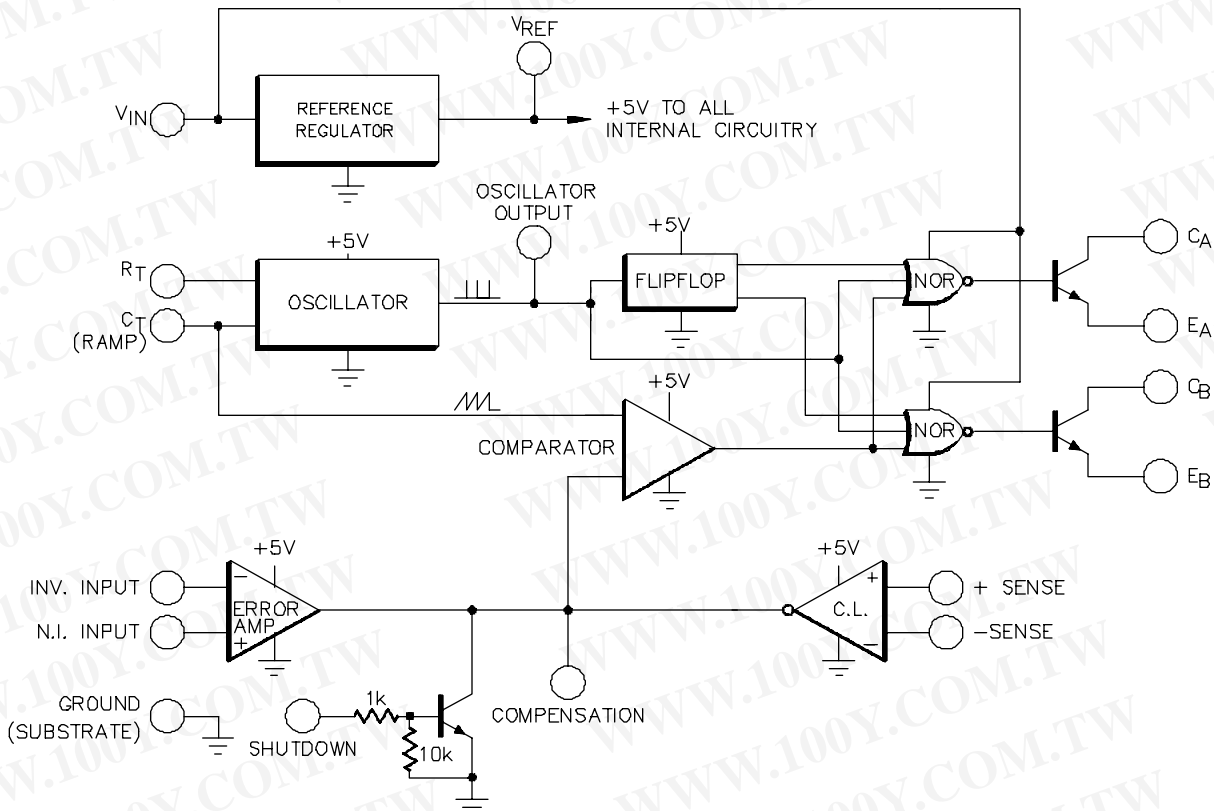 VREF
VIN
REFERENCE
REGULATOR
+5V TO ALL
INTERNAL CIRCUITRY
OSCILLATOR
OUTPUT
+5V
+5V
RT
CT
(RAMP)
OSCILLATOR
FLIPFLOP
NOR
CA
EA
+5V
COMPARATOR
NOR
CB
EB
+5V
+5V
INV. INPUT
N.I. INPUT
ERROR
AMP
C.L.
+ SENSE
-SENSE
GROUND
(SUBSTRATE)
SHUTDOWN
1k
10k
COMPENSATION
WWW.100Y.COM.TW